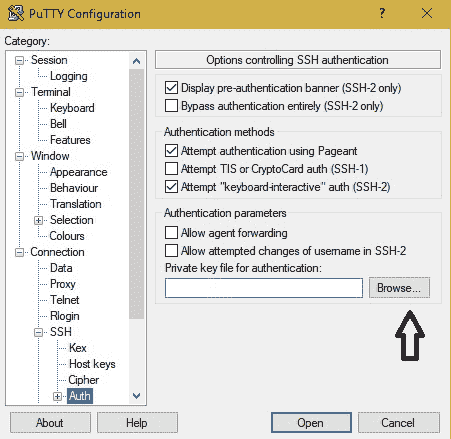 PuTTY Configuration
?
Category:
Session
Logging
Terminal
Keyboard
Bell
Features
Window
Appearance
Behaviour
Translation
Selection
Colours
Connection
Data
Proxy
Telnet
Rlogin
SSH
Kex
Host keys
Cipher
Auth
Options controlling SSH authentication
Display pre-authentication banner (SSH-2 only)
Bypass authentication entirely (SSH-2 only)
Authentication methods
Attempt authentication using Pageant
Attempt TIS or CryptoCard auth (SSH-1)
Attempt "keyboard-interactive" auth (SSH-2)
Authentication parameters
Allow agent forwarding
Allow attempted changes of username in SSH-2
Private key file for authentication:
Browse...
About
Help
Open
Cancel